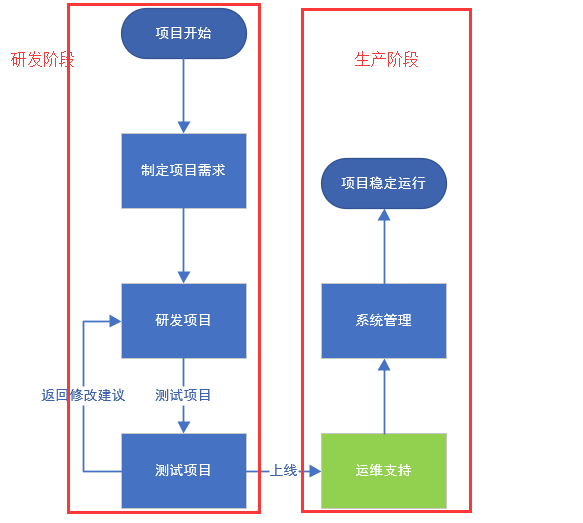 研发阶段
项目开始
制定项目需求
研发项目
返回修改建议
测试项目
测试项目
上线
生产阶段
项目稳定运行
系统管理
运维支持